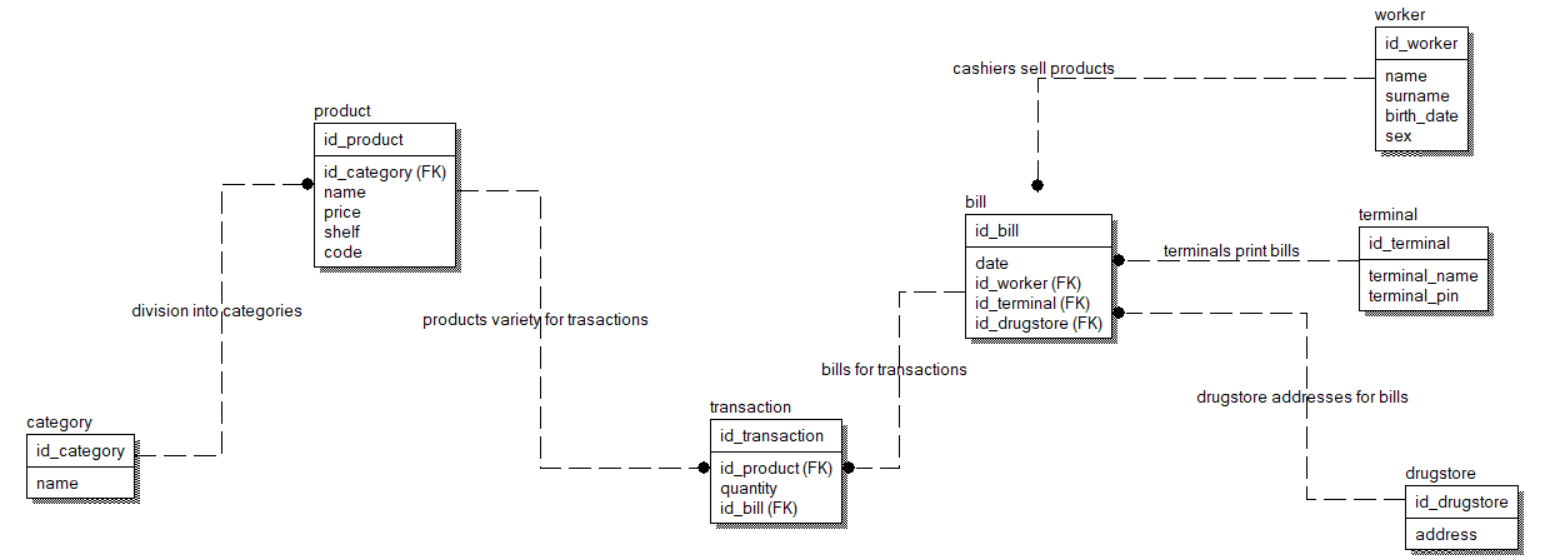 worker
id_worker
name
surname
birth_date
sex
cashiers sell products
product
id_product
id_category (FK)
name
price
shelf
code
bill
id_bill
date
id_worker (FK)
id_terminal (FK)
id_drugstore (FK)
terminal
id_terminal
terminal_name
terminal_pin
terminals print bills
division into categories
products variety for trasactions
bills for transactions
drugstore addresses for bills
category
id_category
name
transaction
id_transaction
id_product (FK)
quantity
id_bill (FK)
drugstore
id_drugstore
address